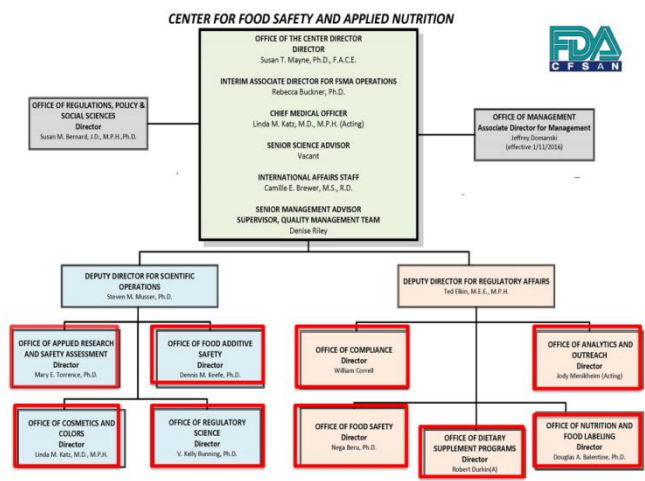 CENTER FOR FOOD SAFETY AND APPLIED NUTRITION
FDA
CFSAN
OFFICE OF THE CENTER DIRECTOR
DIRECTOR
Susan T. Mayne, Ph.D., F.A.C.E.
INTERIM ASSOCIATE DIRECTOR FOR FSMA OPERATIONS
Rebecca Buckner, Ph.D.
CHIEF MEDICAL OFFICER
Linda M. Katz, M.D., M.P.H. (Acting)
SENIOR SCIENCE ADVISOR
Vacant
INTERNATIONAL AFFAIRS STAFF
Camille E. Brewer, M.S., R.D.
SENIOR MANAGEMENT ADVISOR
SUPERVISOR, QUALITY MANAGEMENT TEAM
Denise Riley
OFFICE OF REGULATIONS, POLICY &
SOCIAL SCIENCES
Director
Susan M. Bernard, J.D., M.P.H.,Ph.D.
OFFICE OF MANAGEMENT
Associate Director for Management
Jeffrey Domanski
(effective 1/11/2016)
DEPUTY DIRECTOR FOR SCIENTIFIC
OPERATIONS
Steven M. Musser, Ph.D.
DEPUTY DIRECTOR FOR REGULATORY AFFAIRS
Ted Elkin, M.E.E., M.P.H.
OFFICE OF APPLIED RESEARCH
AND SAFETY ASSESSMENT
Director
Mary E. Torrence, Ph.D.
OFFICE OF FOOD ADDITIVE
SAFETY
Director
Dennis M. Keefe, Ph.D.
OFFICE OF COMPLIANCE
Director
William Correll
OFFICE OF ANALYTICS AND
OUTREACH
Director
Jody Menikheim (Acting)
OFFICE OF COSMETICS AND
COLORS
Director
Linda M. Katz, M.D., M.P.H.
OFFICE OF REGULATORY
SCIENCE
Director
V. Kelly Bunning, Ph.D.
OFFICE OF FOOD SAFETY
Director
Nega Beru, Ph.D.
OFFICE OF DIETARY
SUPPLEMENT PROGRAMS
Director
Robert Durkin(A)
OFFICE OF NUTRITION AND
FOOD LABELING
Director
Douglas A. Balentine, Ph.D.